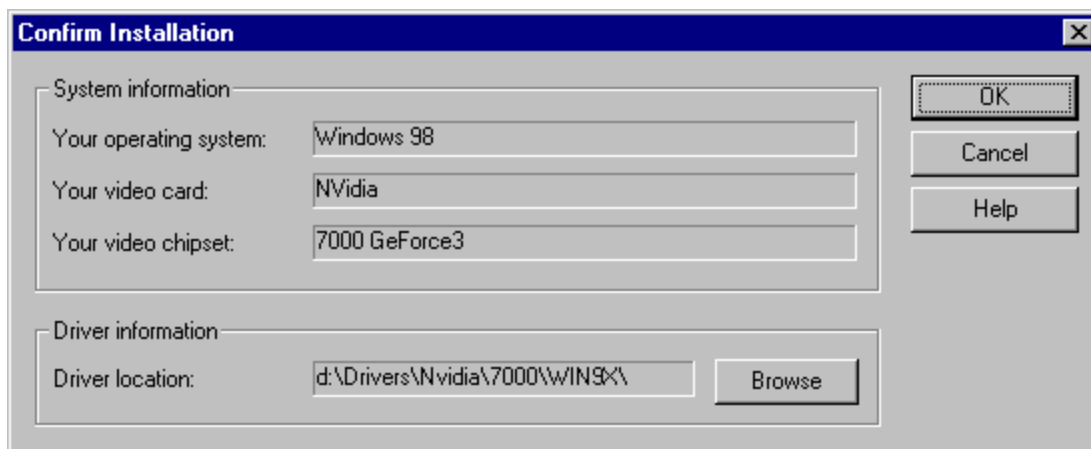 Confirm Installation
System information
Your operating system: Windows 98
Your video card: NVidia
Your video chipset: 7000 GeForce3
OK
Cancel
Help
Driver information
Driver location: d:\Drivers\Nvidia\7000\WIN9X\ Browse